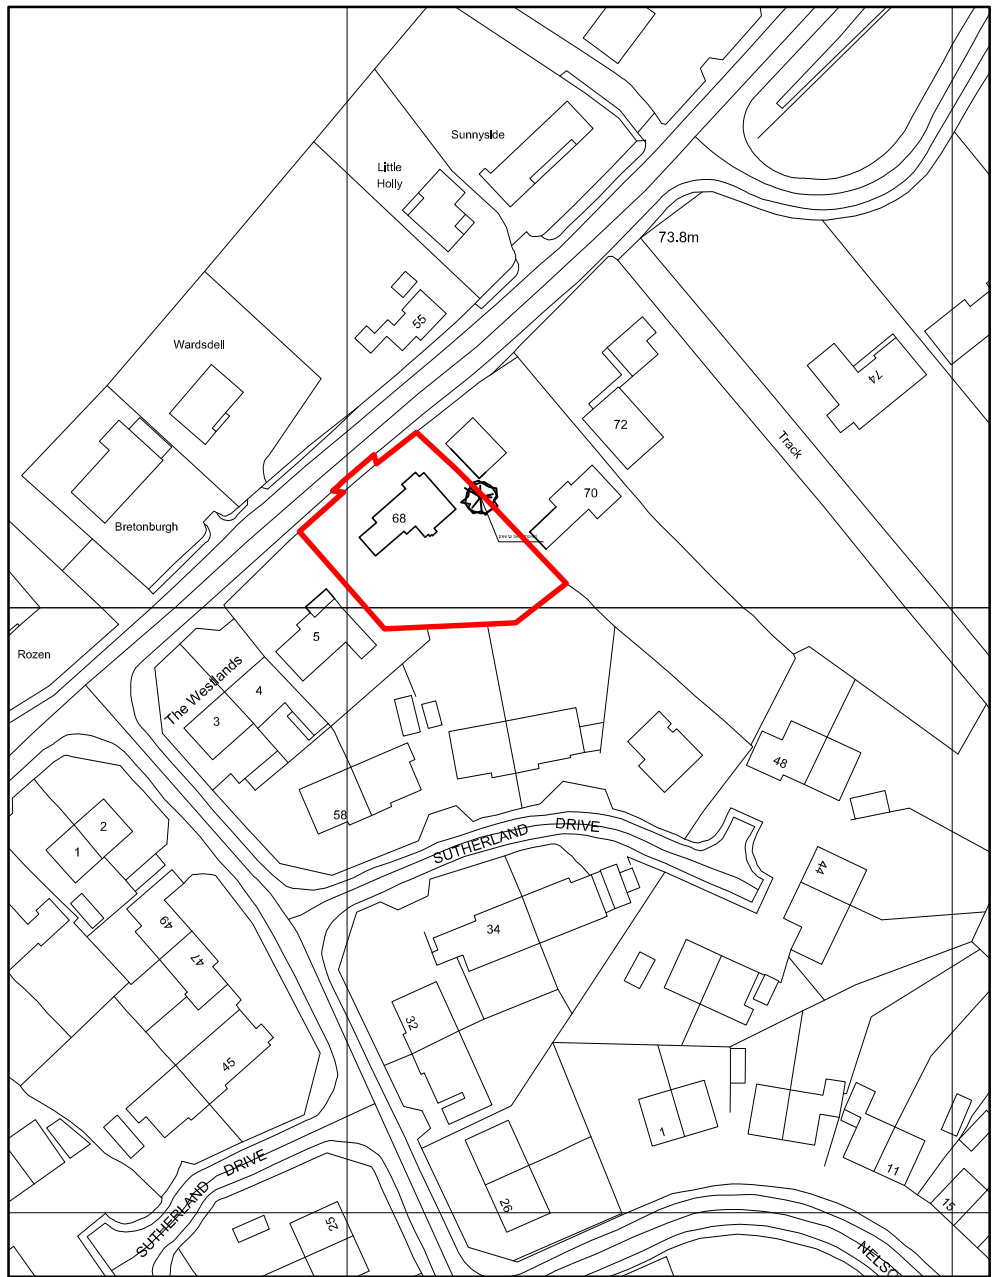 Sunnyside
Little
Holly
73.8m
55
Wardsdell
74
72
Track
70
68
Bretonburgh
5
Rozen
The Westlands
4
3
48
58
SUTHERLAND DRIVE
2
1
44
49
34
47
32
45
1
11
SUTHERLAND DRIVE
26
15
25
NELSO